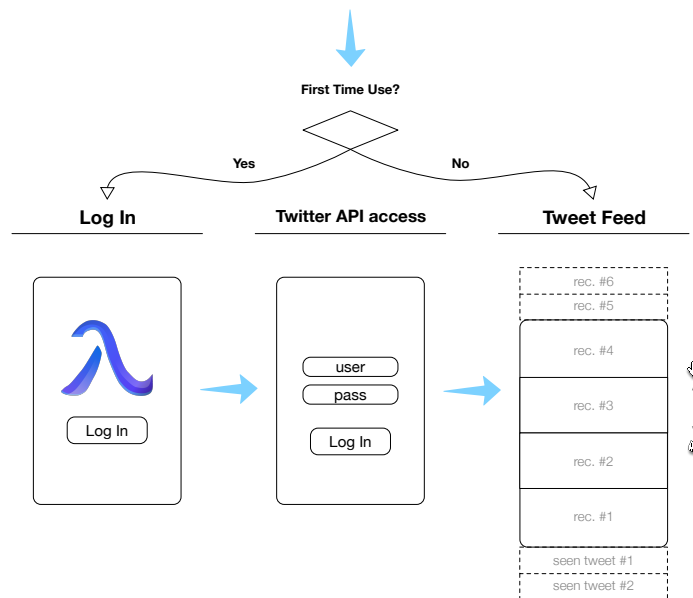 First Time Use?
Yes
No
Log In
Twitter API access
Tweet Feed
Log In
user
pass
Log In
rec. #6
rec. #5
rec. #4
rec. #3
rec. #2
rec. #1
seen tweet #1
seen tweet #2